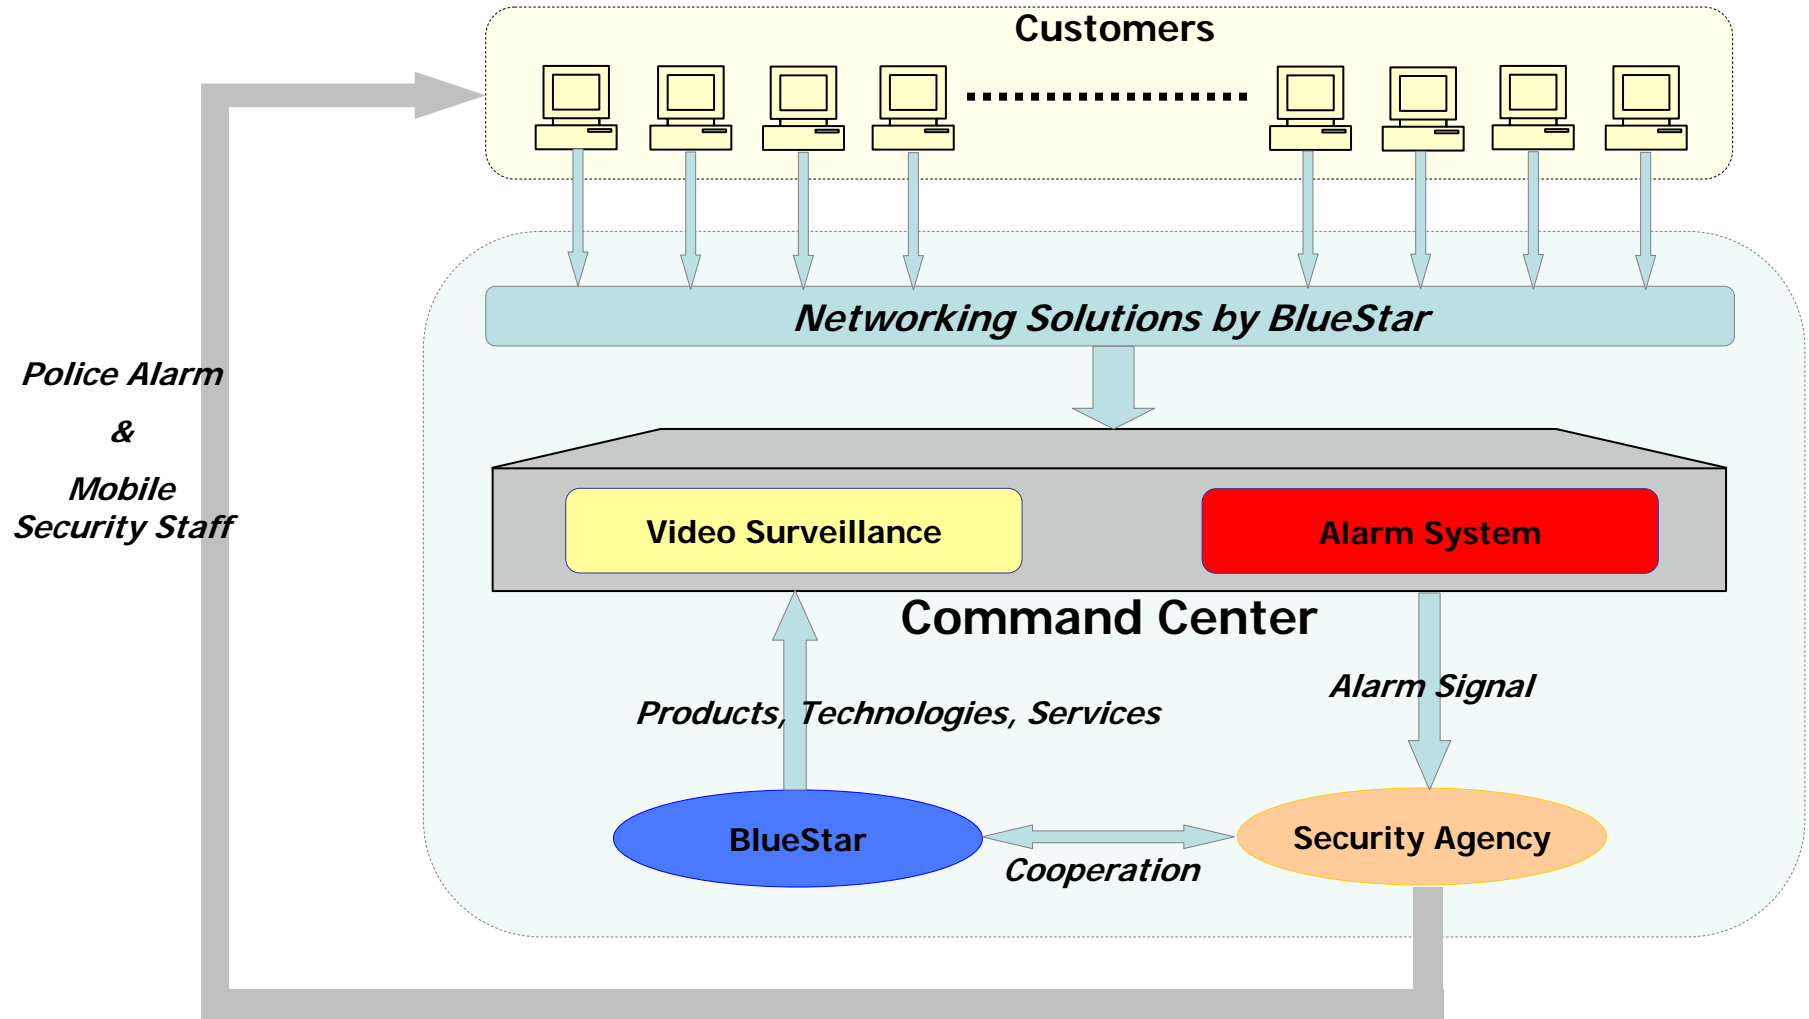 Customers
Networking Solutions by BlueStar
Police Alarm
&
Mobile
Security Staff
Video Surveillance
Alarm System
Command Center
Alarm Signal
Products, Technologies, Services
BlueStar
Security Agency
Cooperation